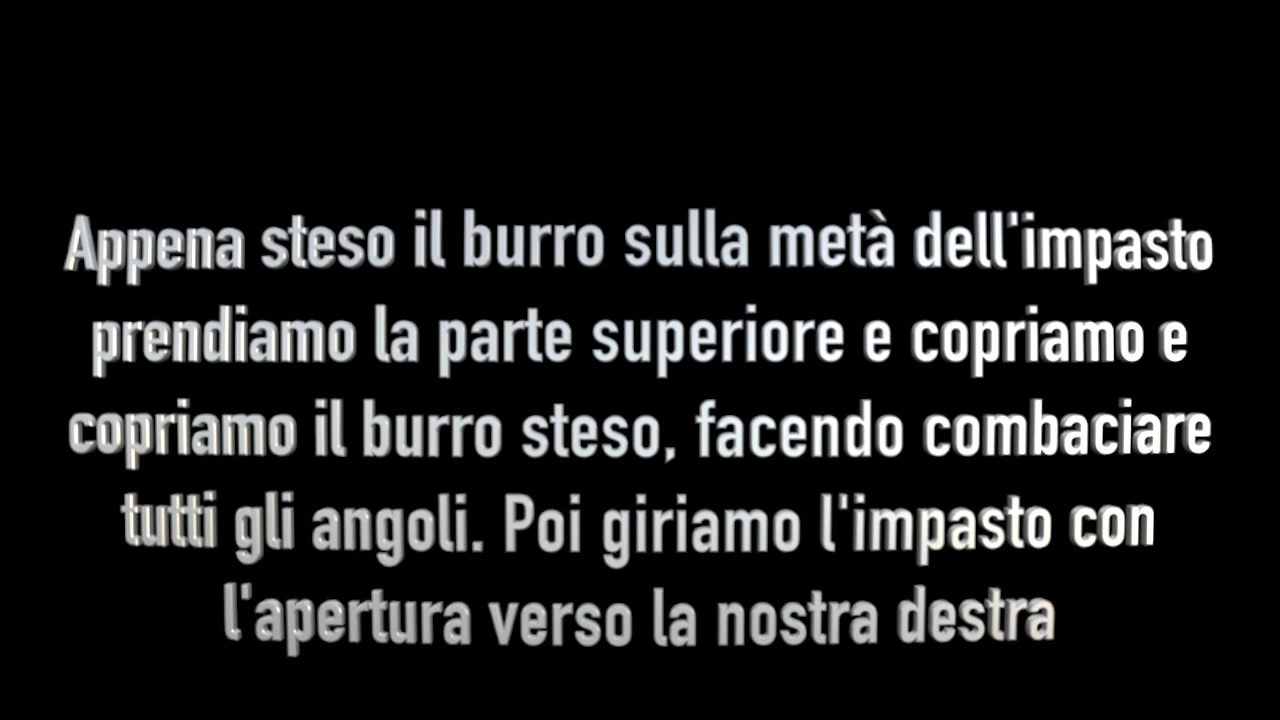 Appena steso il burro sulla metà dell'impasto
prendiamo la parte superiore e copriamo e
copriamo il burro steso, facendo combaciare
tutti gli angoli. Poi giriamo l'impasto con
l'apertura verso la nostra destra